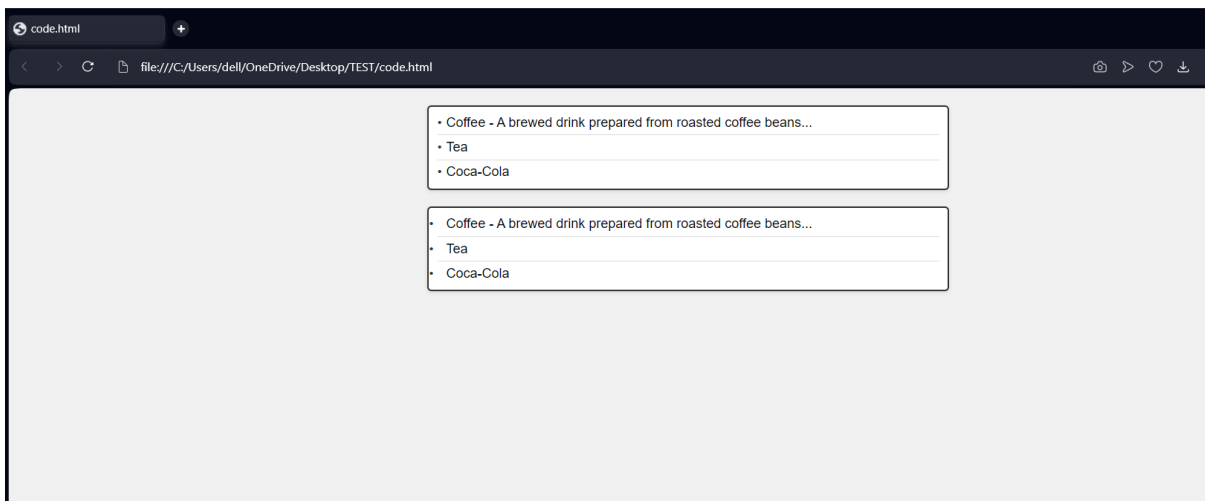 code.html
file:///C:/Users/dell/OneDrive/Desktop/TEST/code.html
• Coffee - A brewed drink prepared from roasted coffee beans...
• Tea
• Coca-Cola
• Coffee - A brewed drink prepared from roasted coffee beans...
• Tea
• Coca-Cola